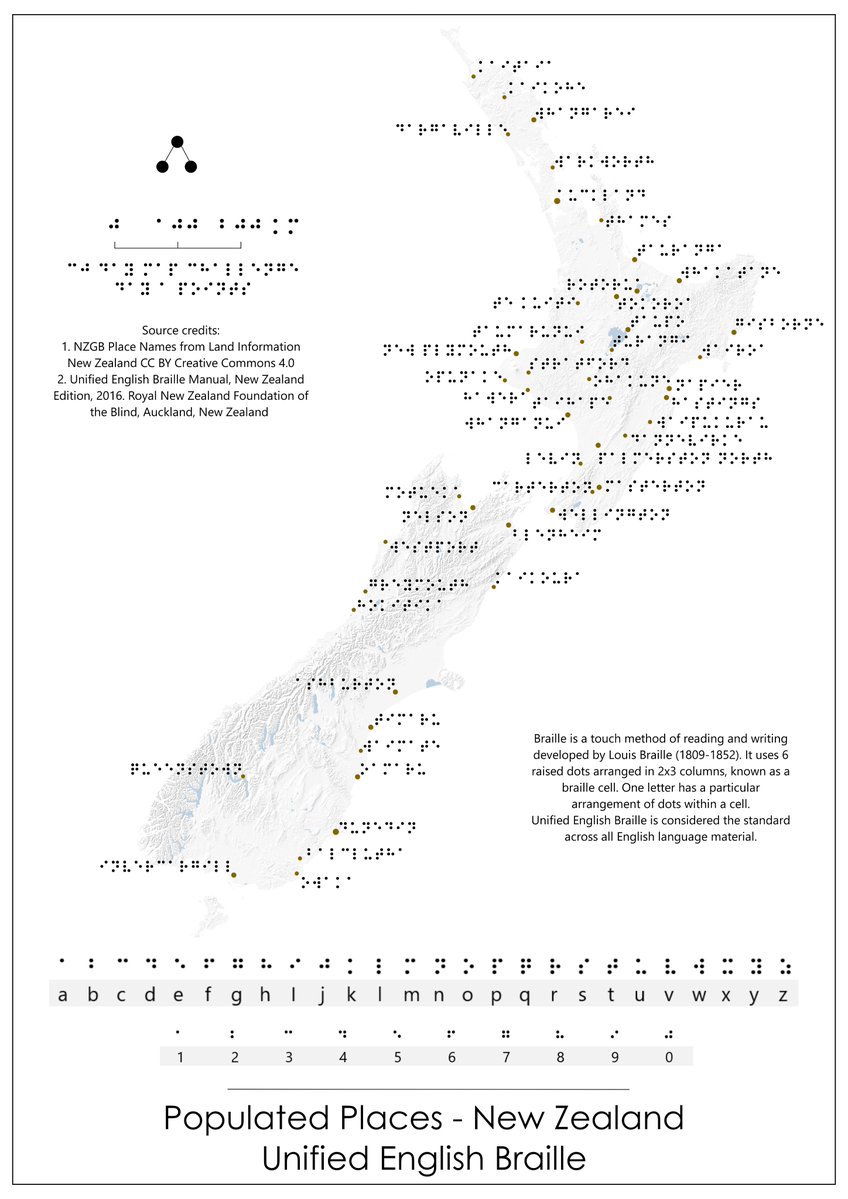 ⠅⠁⠊⠞⠁⠊⠁
⠅⠁⠊⠅⠕⠓⠑
⠺⠓⠁⠝⠛⠁⠗⠑⠊
⠙⠁⠗⠛⠁⠧⠊⠇⠇⠑
⠺⠁⠗⠅⠺⠕⠗⠞⠓
⠁⠥⠉⠅⠇⠁⠝⠙
⠞⠓⠁⠍⠑⠎
⠚ ⠁⠚⠚ ⠃⠚⠚ ⠅⠍
⠉⠚ ⠙⠁⠽ ⠍⠁⠏ ⠉⠓⠁⠇⠇⠑⠝⠛⠑
⠙⠁⠽ ⠁ ⠏⠕⠊⠝⠞⠎
Source credits:
1. NZGB Place Names from Land Information
New Zealand CC BY Creative Commons 4.0
2. Unified English Braille Manual, New Zealand
Edition, 2016. Royal New Zealand Foundation of
the Blind, Auckland, New Zealand
⠞⠁⠥⠗⠁⠝⠛⠁
⠺⠓⠁⠅⠁⠞⠁⠝⠑
⠗⠕⠞⠕⠗⠥⠁
⠞⠑ ⠅⠥⠊⠞⠊
⠞⠕⠅⠕⠗⠕⠁
⠞⠁⠥⠏⠕
⠛⠊⠎⠃⠕⠗⠝⠑
⠞⠁⠥⠍⠁⠗⠥⠝⠥⠊
⠞⠥⠗⠁⠝⠛⠊
⠝⠑⠺ ⠏⠇⠽⠍⠕⠥⠞⠓
⠺⠁⠊⠗⠕⠁
⠎⠞⠗⠁⠞⠋⠕⠗⠙
⠕⠏⠥⠝⠁⠅⠑
⠕⠓⠁⠅⠥⠝⠑
⠝⠁⠏⠊⠑⠗
⠓⠁⠺⠑⠗⠁
⠞⠁⠊⠓⠁⠏⠑
⠓⠁⠎⠞⠊⠝⠛⠎
⠺⠓⠁⠝⠛⠁⠝⠥⠊
⠺⠁⠊⠏⠥⠅⠥⠗⠁⠥
⠙⠁⠝⠝⠑⠧⠊⠗⠅⠑
⠇⠑⠧⠊⠝
⠏⠁⠇⠍⠑⠗⠎⠞⠕⠝ ⠝⠕⠗⠞⠓
⠍⠕⠞⠥⠑⠅⠁
⠉⠁⠗⠞⠑⠗⠞⠕⠝
⠍⠁⠎⠞⠑⠗⠞⠕⠝
⠝⠑⠇⠎⠕⠝
⠺⠑⠇⠇⠊⠝⠛⠞⠕⠝
⠃⠇⠑⠝⠓⠑⠊⠍
⠺⠑⠎⠞⠏⠕⠗⠞
⠅⠁⠊⠅⠕⠥⠗⠁
⠛⠗⠑⠽⠍⠕⠥⠞⠓
⠓⠕⠅⠊⠞⠊⠅⠁
⠁⠎⠓⠃⠥⠗⠞⠕⠝
⠞⠊⠍⠁⠗⠥
⠺⠁⠊⠍⠁⠞⠑
⠟⠥⠑⠑⠝⠎⠞⠕⠺⠝
⠕⠁⠍⠁⠗⠥
⠙⠥⠝⠑⠙⠊⠝
⠃⠁⠇⠉⠇⠥⠞⠓⠁
⠊⠝⠧⠑⠗⠉⠁⠗⠛⠊⠇⠇
⠕⠺⠁⠅⠁
Braille is a touch method of reading and writing
developed by Louis Braille (1809-1852). It uses 6
raised dots arranged in 2x3 columns, known as a
braille cell. One letter has a particular
arrangement of dots within a cell.
Unified English Braille is considered the standard
across all English language material.
⠁ ⠃ ⠉ ⠙ ⠑ ⠋ ⠛ ⠓ ⠊ ⠚ ⠅ ⠇ ⠍ ⠝ ⠕ ⠏ ⠟ ⠗ ⠎ ⠞ ⠥ ⠧ ⠺ ⠭ ⠽ ⠵
a b c d e f g h I j k l m n o p q r s t u v w x y z
⠁ ⠃ ⠉ ⠙ ⠑ ⠋ ⠛ ⠓ ⠊ ⠚
1 2 3 4 5 6 7 8 9 0
Populated Places - New Zealand
Unified English Braille